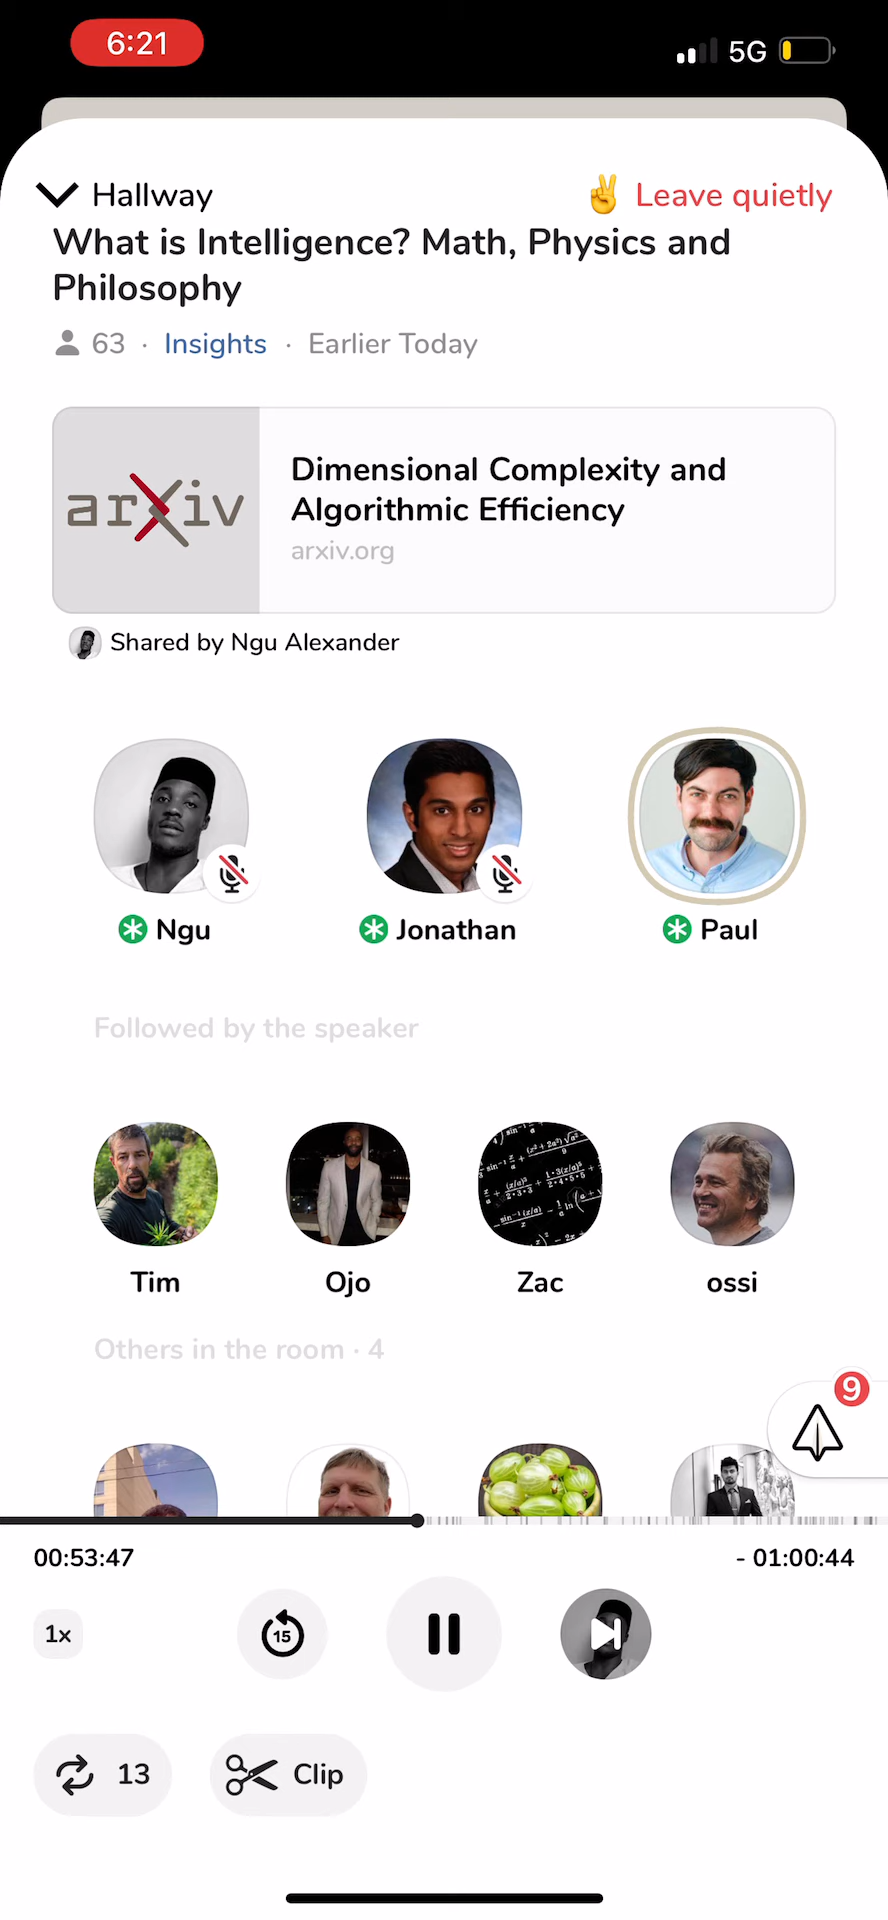 6:21
5G
Hallway
✌️ Leave quietly
What is Intelligence? Math, Physics and
Philosophy
63 · Insights · Earlier Today
arXiv
Dimensional Complexity and
Algorithmic Efficiency
arxiv.org
Shared by Ngu Alexander
Ngu
Jonathan
Paul
Followed by the speaker
Tim
Ojo
Zac
ossi
Others in the room · 4
9
00:53:47
- 01:00:44
1x
15
13
Clip